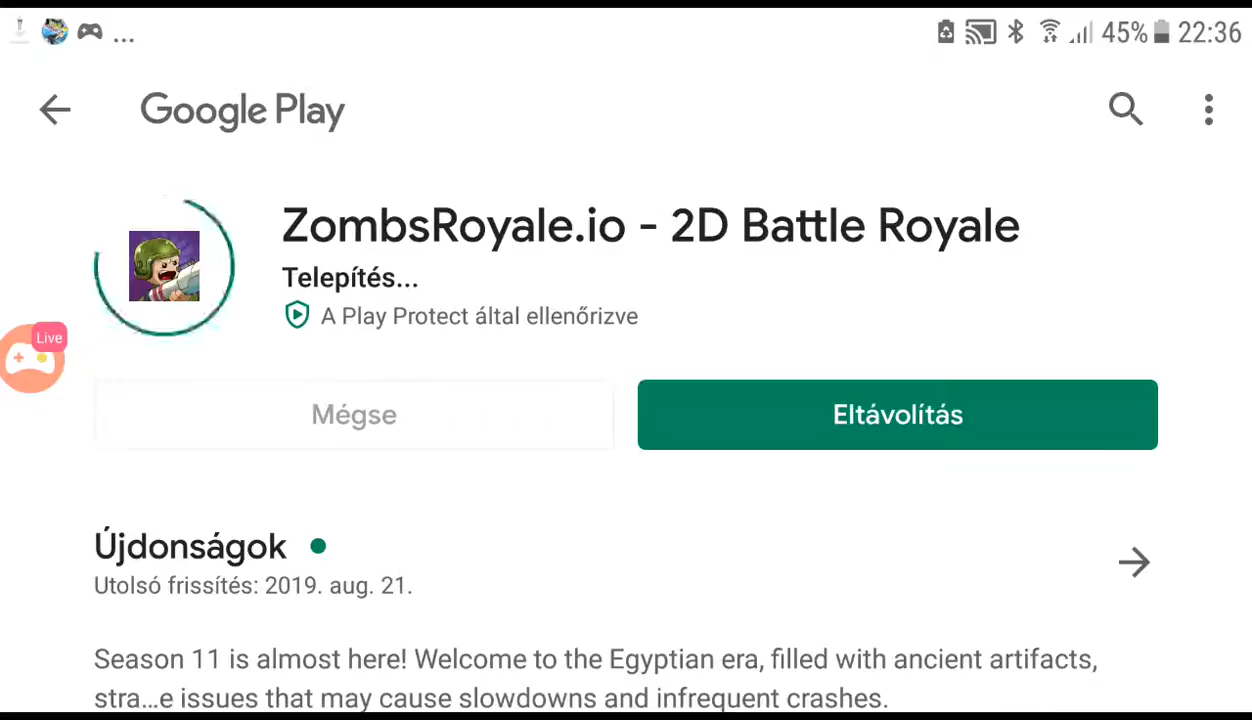 ... 45% 22:36
Google Play
ZombsRoyale.io - 2D Battle Royale
Telepítés...
A Play Protect által ellenőrizve
Live
Mégse
Eltávolítás
Újdonságok
Utolsó frissítés: 2019. aug. 21.
Season 11 is almost here! Welcome to the Egyptian era, filled with ancient artifacts,
stra...e issues that may cause slowdowns and infrequent crashes.